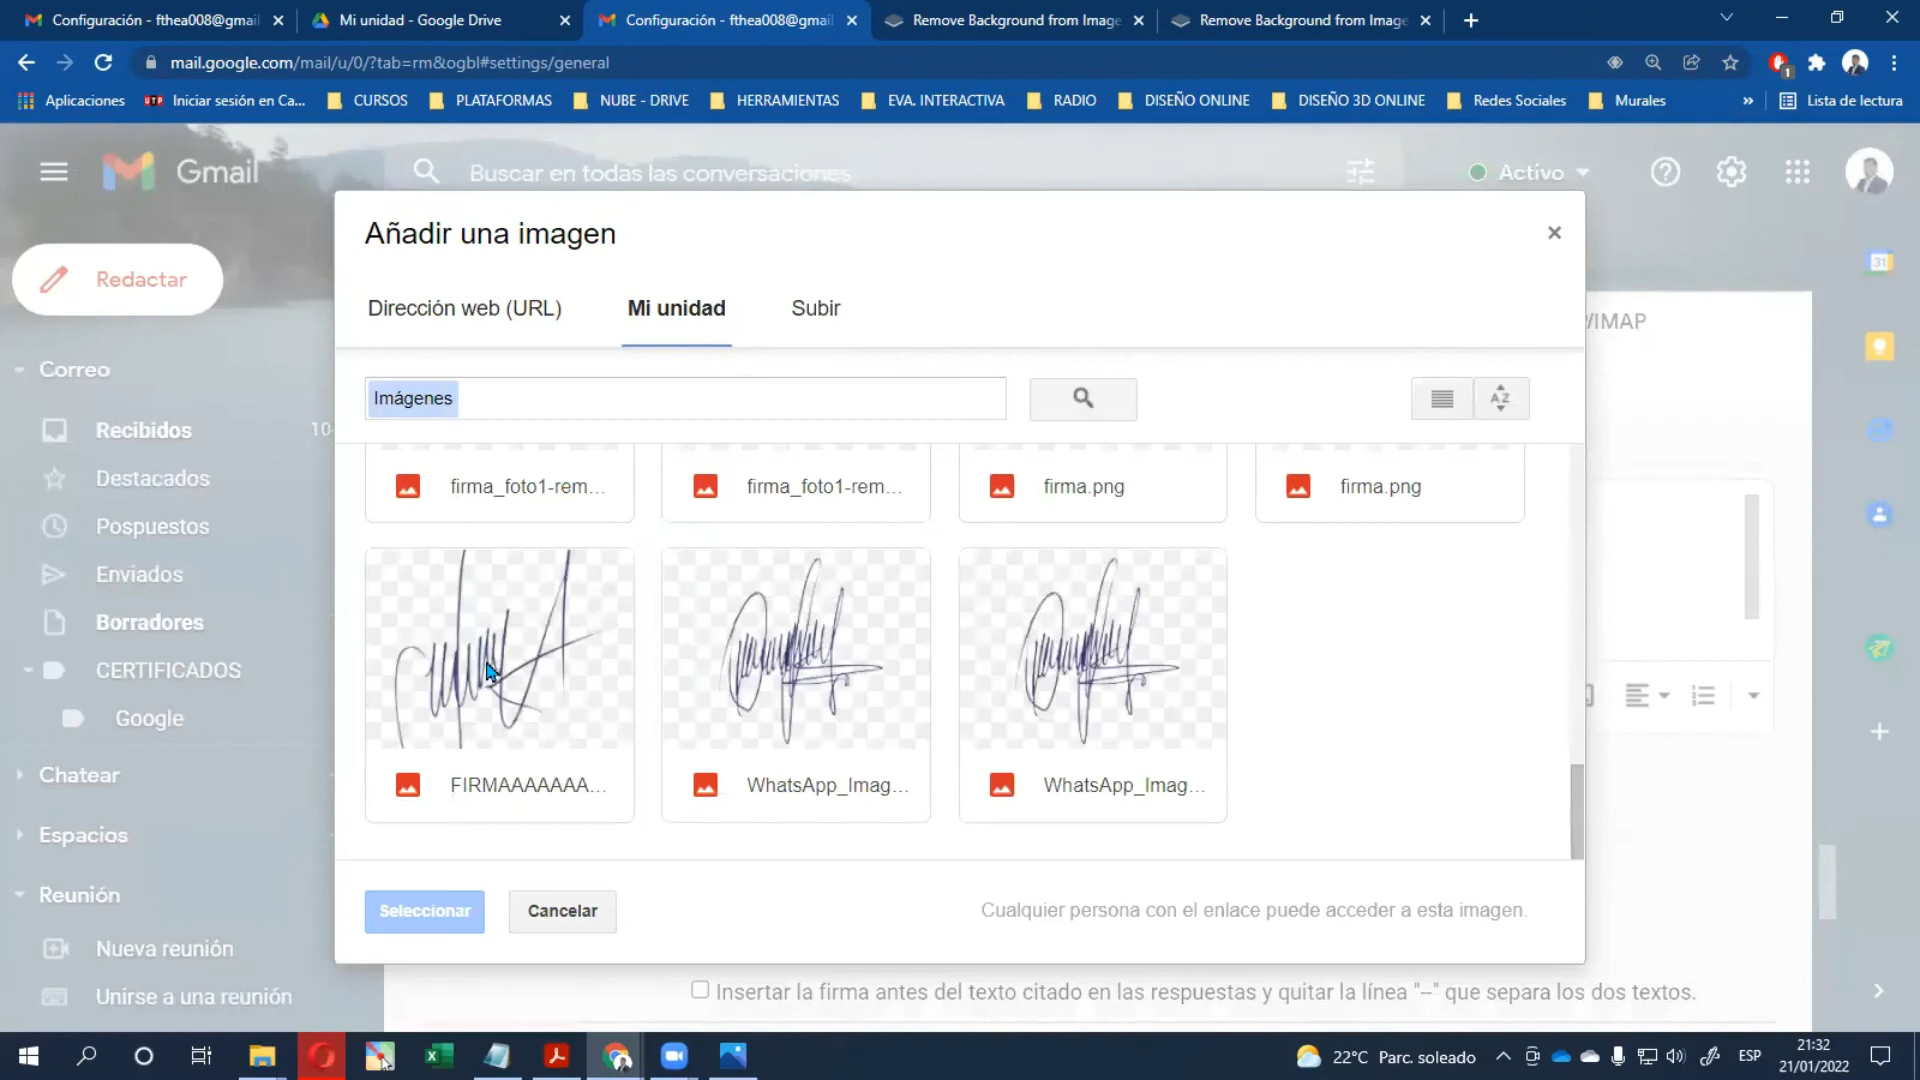 Configuración - fthea008@gmail
Mi unidad - Google Drive
Configuración - fthea008@gmail
Remove Background from Image
Remove Background from Image
mail.google.com/mail/u/0/?tab=rm&ogbl#settings/general
1
Aplicaciones
UTP Iniciar sesión en Ca...
CURSOS
PLATAFORMAS
NUBE - DRIVE
HERRAMIENTAS
EVA. INTERACTIVA
RADIO
DISEÑO ONLINE
DISEÑO 3D ONLINE
Redes Sociales
Murales
»
Lista de lectura
Gmail
Buscar en todas las conversaciones
Activo
Redactar
Correo
Recibidos 10
Destacados
Pospuestos
Enviados
Borradores
CERTIFICADOS
Google
Chatear
Espacios
Reunión
Nueva reunión
Unirse a una reunión
Añadir una imagen
×
Dirección web (URL)
Mi unidad
Subir
Imágenes
AZ
firma_foto1-rem...
firma_foto1-rem...
firma.png
firma.png
FIRMAAAAAAA...
WhatsApp_Imag...
WhatsApp_Imag...
Seleccionar
Cancelar
Cualquier persona con el enlace puede acceder a esta imagen.
/IMAP
31
Insertar la firma antes del texto citado en las respuestas y quitar la línea "--" que separa los dos textos.
22°C Parc. soleado
ESP
21:32
21/01/2022